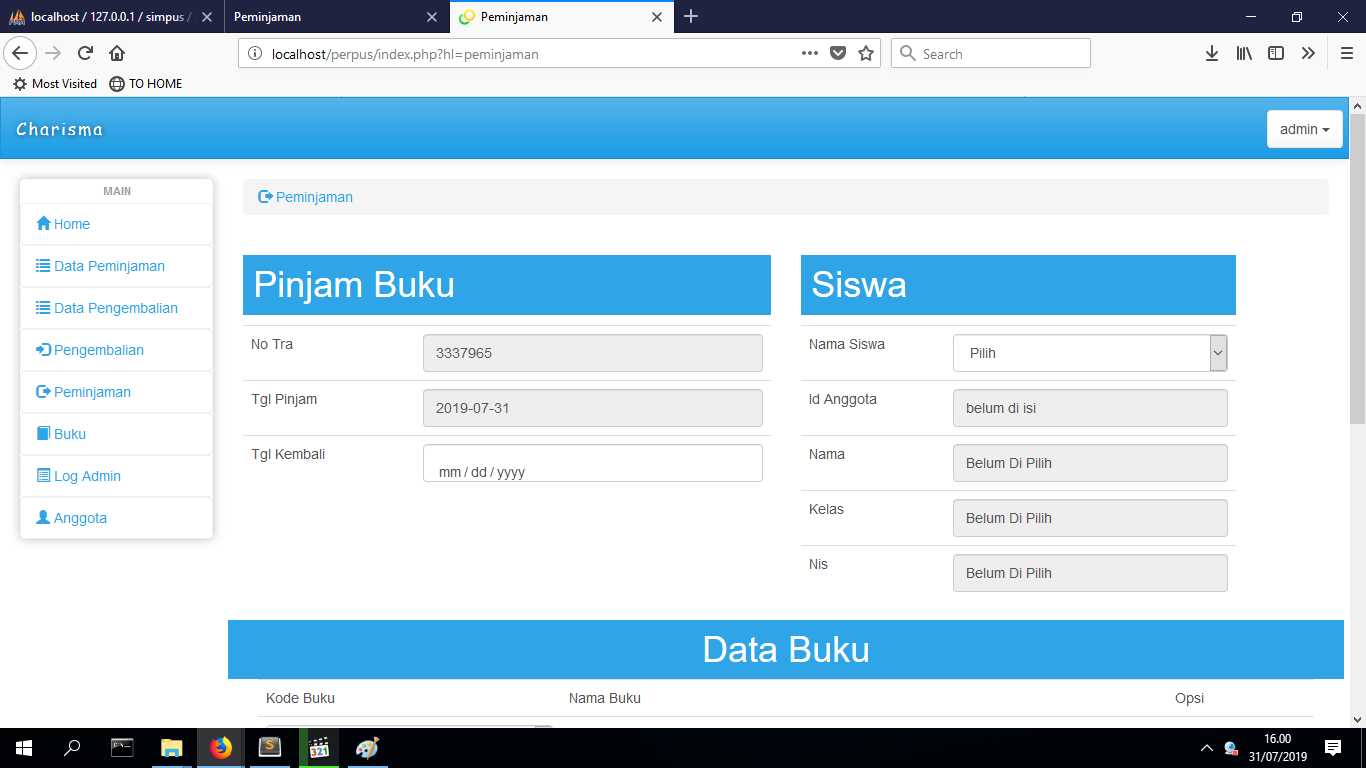 localhost / 127.0.0.1 / simpus /
Peminjaman
Peminjaman
localhost/perpus/index.php?hl=peminjaman
Search
Most Visited
TO HOME
Charisma
admin
MAIN
Home
Data Peminjaman
Data Pengembalian
Pengembalian
Peminjaman
Buku
Log Admin
Anggota
Peminjaman
Pinjam Buku
No Tra
3337965
Tgl Pinjam
2019-07-31
Tgl Kembali
mm / dd / yyyy
Siswa
Nama Siswa
Pilih
Id Anggota
belum di isi
Nama
Belum Di Pilih
Kelas
Belum Di Pilih
Nis
Belum Di Pilih
Data Buku
Kode Buku Nama Buku Opsi
321
16.00
31/07/2019